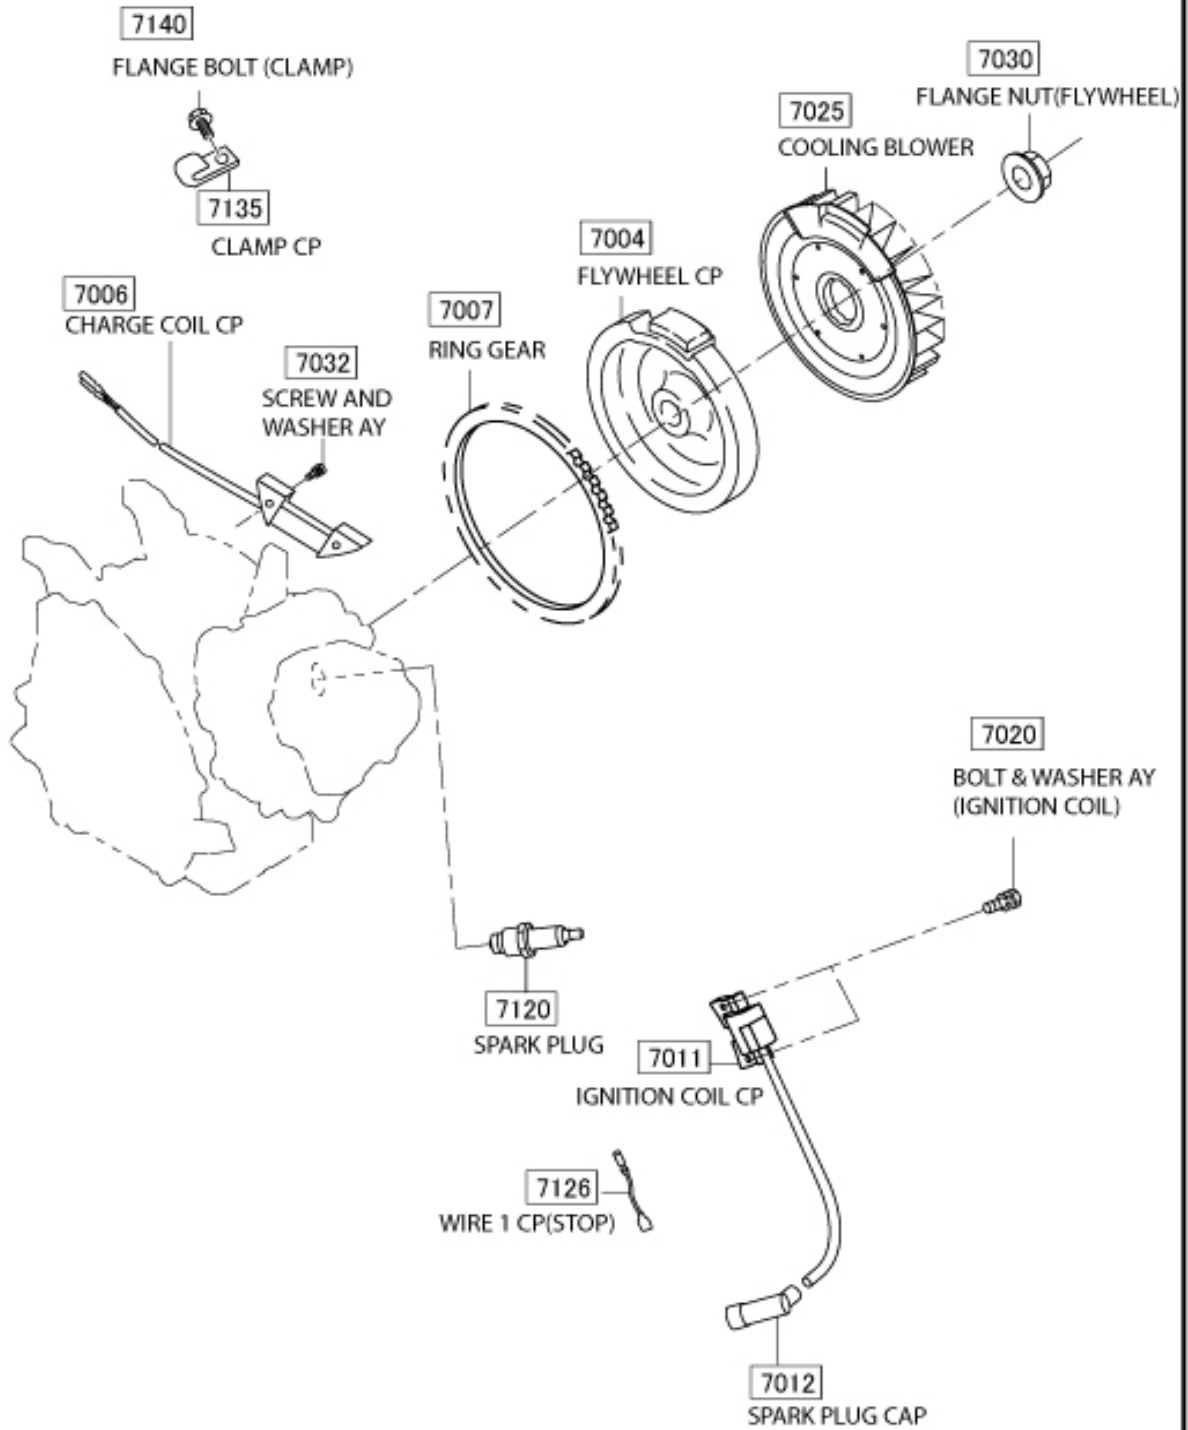 7140
FLANGE BOLT (CLAMP)
7135
CLAMP CP
7030
FLANGE NUT(FLYWHEEL)
7025
COOLING BLOWER
7004
FLYWHEEL CP
7006
CHARGE COIL CP
7007
RING GEAR
7032
SCREW AND
WASHER AY
7020
BOLT & WASHER AY
(IGNITION COIL)
7120
SPARK PLUG
7011
IGNITION COIL CP
7126
WIRE 1 CP(STOP)
7012
SPARK PLUG CAP